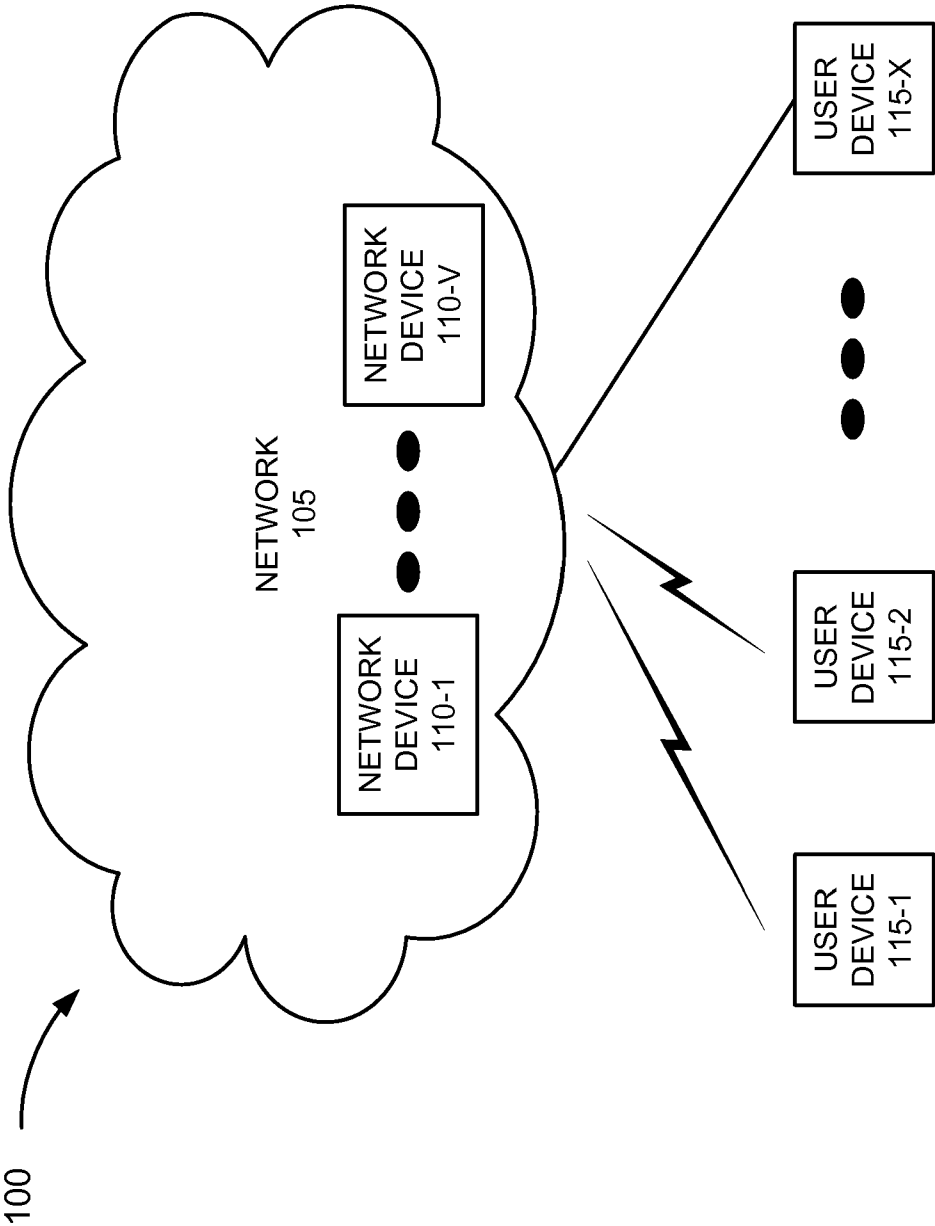 100
NETWORK
105
NETWORK
DEVICE
110-1
NETWORK
DEVICE
110-V
USER
DEVICE
115-1
USER
DEVICE
115-2
USER
DEVICE
115-X